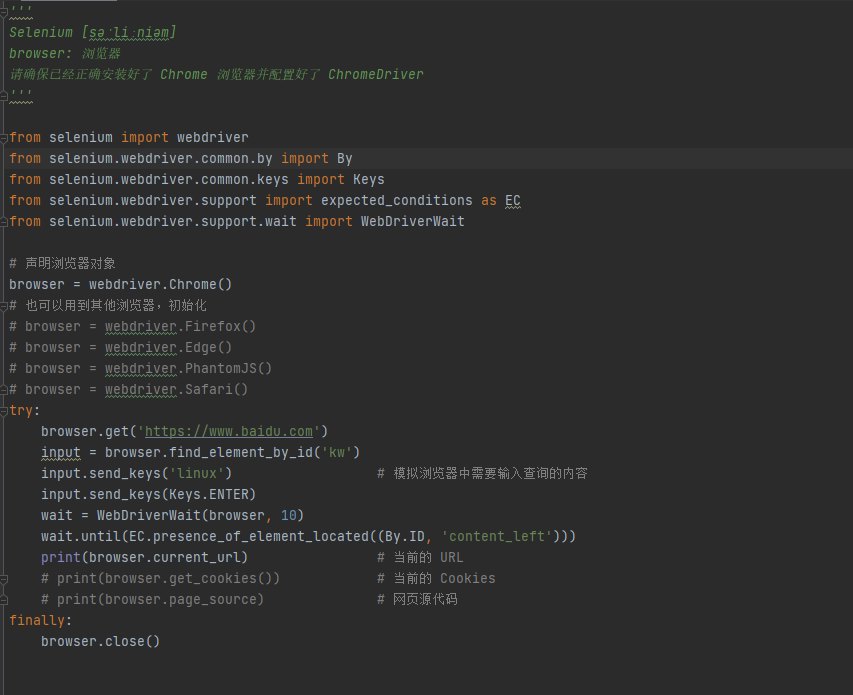 '''
Selenium [səˈliːniəm]
browser: 浏览器
请确保已经正确安装好了 Chrome 浏览器并配置好了 ChromeDriver
'''
from selenium import webdriver
from selenium.webdriver.common.by import By
from selenium.webdriver.common.keys import Keys
from selenium.webdriver.support import expected_conditions as EC
from selenium.webdriver.support.wait import WebDriverWait
# 声明浏览器对象
browser = webdriver.Chrome()
# 也可以用到其他浏览器，初始化
# browser = webdriver.Firefox()
# browser = webdriver.Edge()
# browser = webdriver.PhantomJS()
# browser = webdriver.Safari()
try:
    browser.get('https://www.baidu.com')
    input = browser.find_element_by_id('kw')
    input.send_keys('linux')                  # 模拟浏览器中需要输入查询的内容
    input.send_keys(Keys.ENTER)
    wait = WebDriverWait(browser, 10)
    wait.until(EC.presence_of_element_located((By.ID, 'content_left')))
    print(browser.current_url)                # 当前的 URL
    # print(browser.get_cookies())            # 当前的 Cookies
    # print(browser.page_source)              # 网页源代码
finally:
    browser.close()